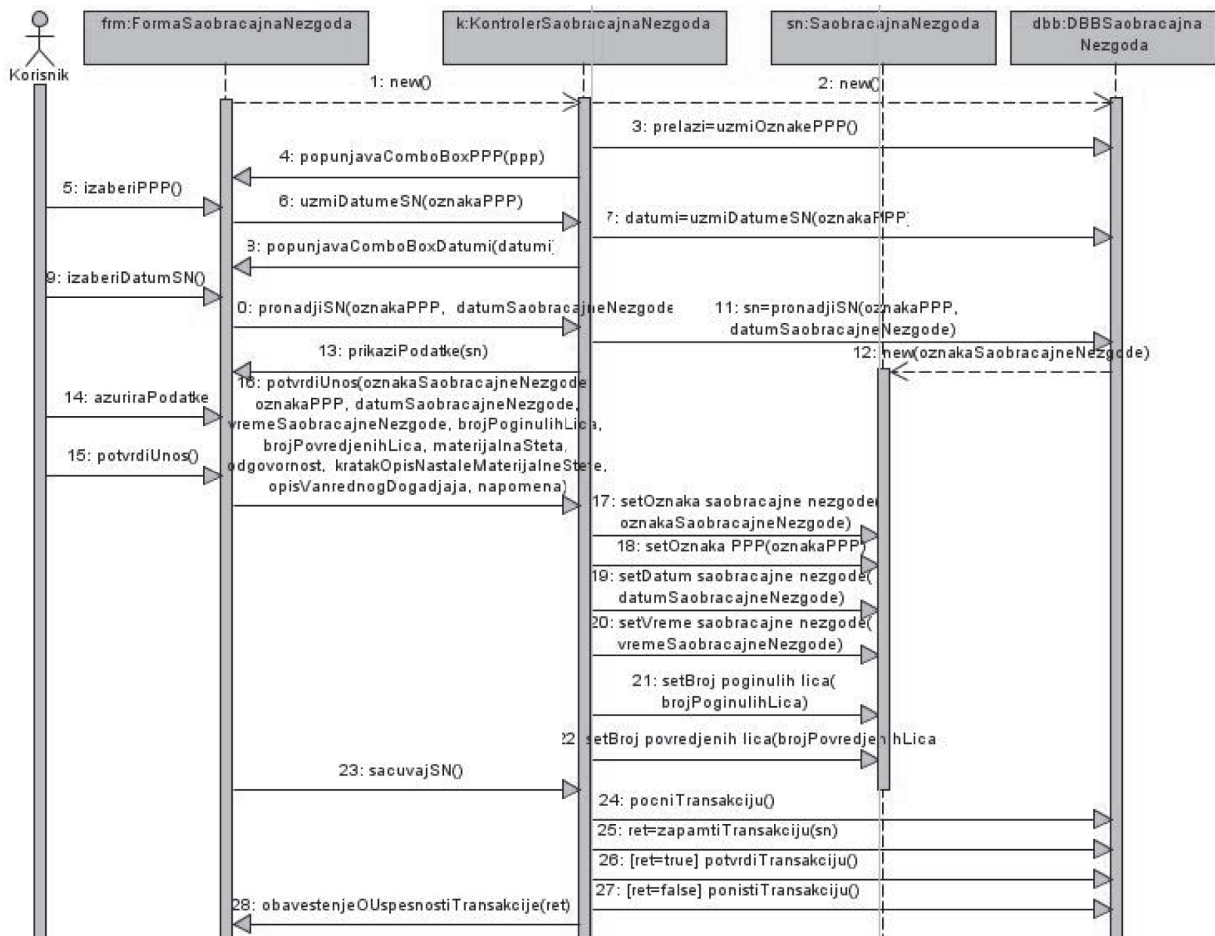 frm:FormaSaobracajnaNezgoda
k:KontrolerSaobracajnaNezgoda
sn:SaobracajnaNezgoda
dbb:DBBSaobracajna
Nezgoda
Korisnik
1: new()
2: new()
3: prelazi=uzmiOznakePPP()
4: popunjavaComboBoxPPP(ppp)
5: izaberiPPP()
6: uzmiDatumeSN(oznakaPPP)
7: datumi=uzmiDatumeSN(oznakaPPP)
8: popunjavaComboBoxDatumi(datumi)
9: izaberiDatumSN()
0: pronadjiSN(oznakaPPP, datumSaobracajneNezgode
11: sn=pronadjiSN(oznakaPPP,
datumSaobracajneNezgode)
12: new(oznakaSaobracajneNezgode)
13: prikaziPodatke(sn)
14: azuriraPodatke
15: potvrdiUnos()
16: potvrdiUnos(oznakaSaobracajneNezgode
oznakaPPP, datumSaobracajneNezgode,
vremeSaobracajneNezgode, brojPoginulihLica,
brojPovredjenihLica, materijalnaSteta,
odgovornost, kratakOpisNastaleMaterijalneStete,
opisVanrednogDogadjaja, napomena)
17: setOznaka saobracajne nezgode(
oznakaSaobracajneNezgode)
18: setOznaka PPP(oznakaPPP)
19: setDatum saobracajne nezgode(
datumSaobracajneNezgode)
20: setVreme saobracajne nezgode(
vremeSaobracajneNezgode)
21: setBroj poginulih lica(
brojPoginulihLica)
22: setBroj povredjenih lica(brojPovredjenihLica
23: sacuvajSN()
24: pocniTransakciju()
25: ret=zapamtiTransakciju(sn)
26: [ret=true] potvrdiTransakciju()
27: [ret=false] ponistiTransakciju()
28: obavestenjeOUspesnostiTransakcije(ret)